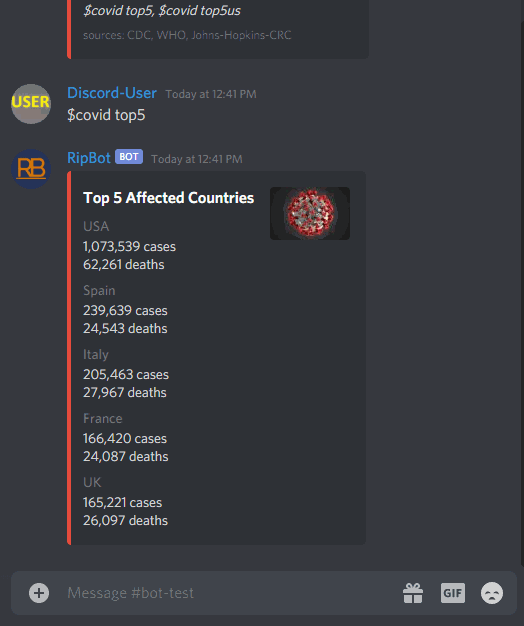 $covid top5, $covid top5us
sources: CDC, WHO, Johns-Hopkins-CRC
USER
Discord-User Today at 12:41 PM
$covid top5
RB
RipBot BOT Today at 12:41 PM
Top 5 Affected Countries
USA
1,073,539 cases
62,261 deaths
Spain
239,639 cases
24,543 deaths
Italy
205,463 cases
27,967 deaths
France
166,420 cases
24,087 deaths
UK
165,221 cases
26,097 deaths
Message #bot-test
GIF